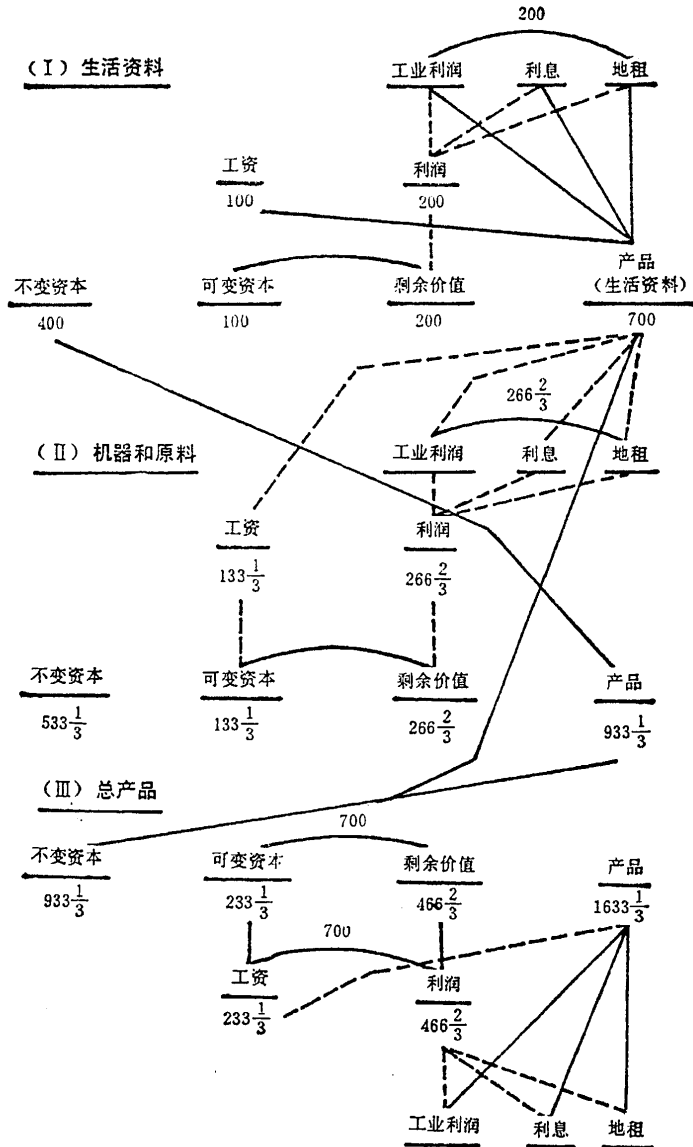 200
（Ⅰ）生活资料
工业利润 利息 地租
工资 利润
100 200
产品
不变资本 可变资本 剩余价值 （生活资料）
400 100 200 700
266 2/3
（Ⅱ）机器和原料 工业利润 利息 地租
工资 利润
133 1/3 266 2/3
不变资本 可变资本 剩余价值 产品
533 1/3 133 1/3 266 2/3 933 1/3
（Ⅲ）总产品
700
不变资本 可变资本 剩余价值 产品
933 1/3 233 1/3 466 2/3 1633 1/3
700
工资 利润
233 1/3 466 2/3
工业利润 利息 地租